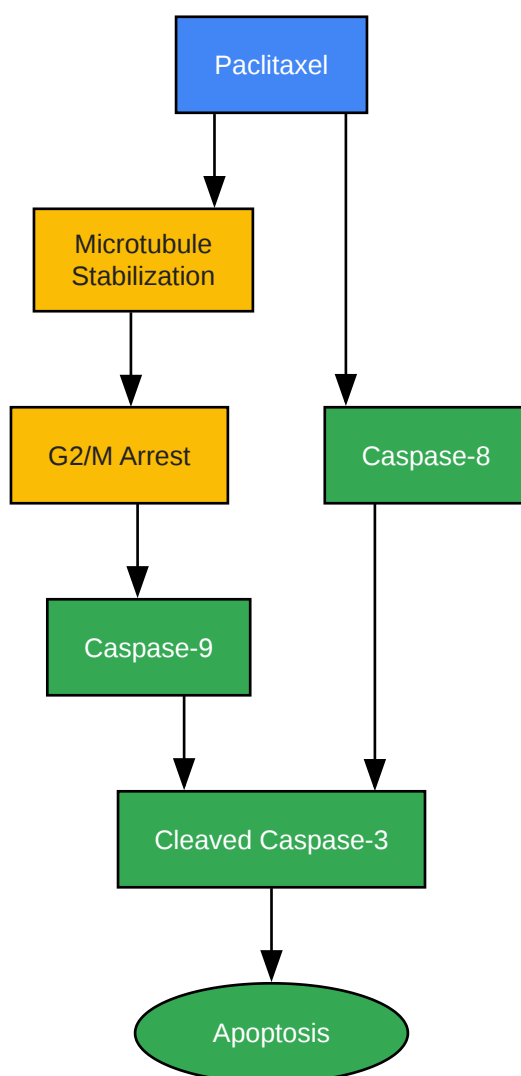 Paclitaxel
Microtubule
Stabilization
G2/M Arrest
Caspase-8
Caspase-9
Cleaved Caspase-3
Apoptosis